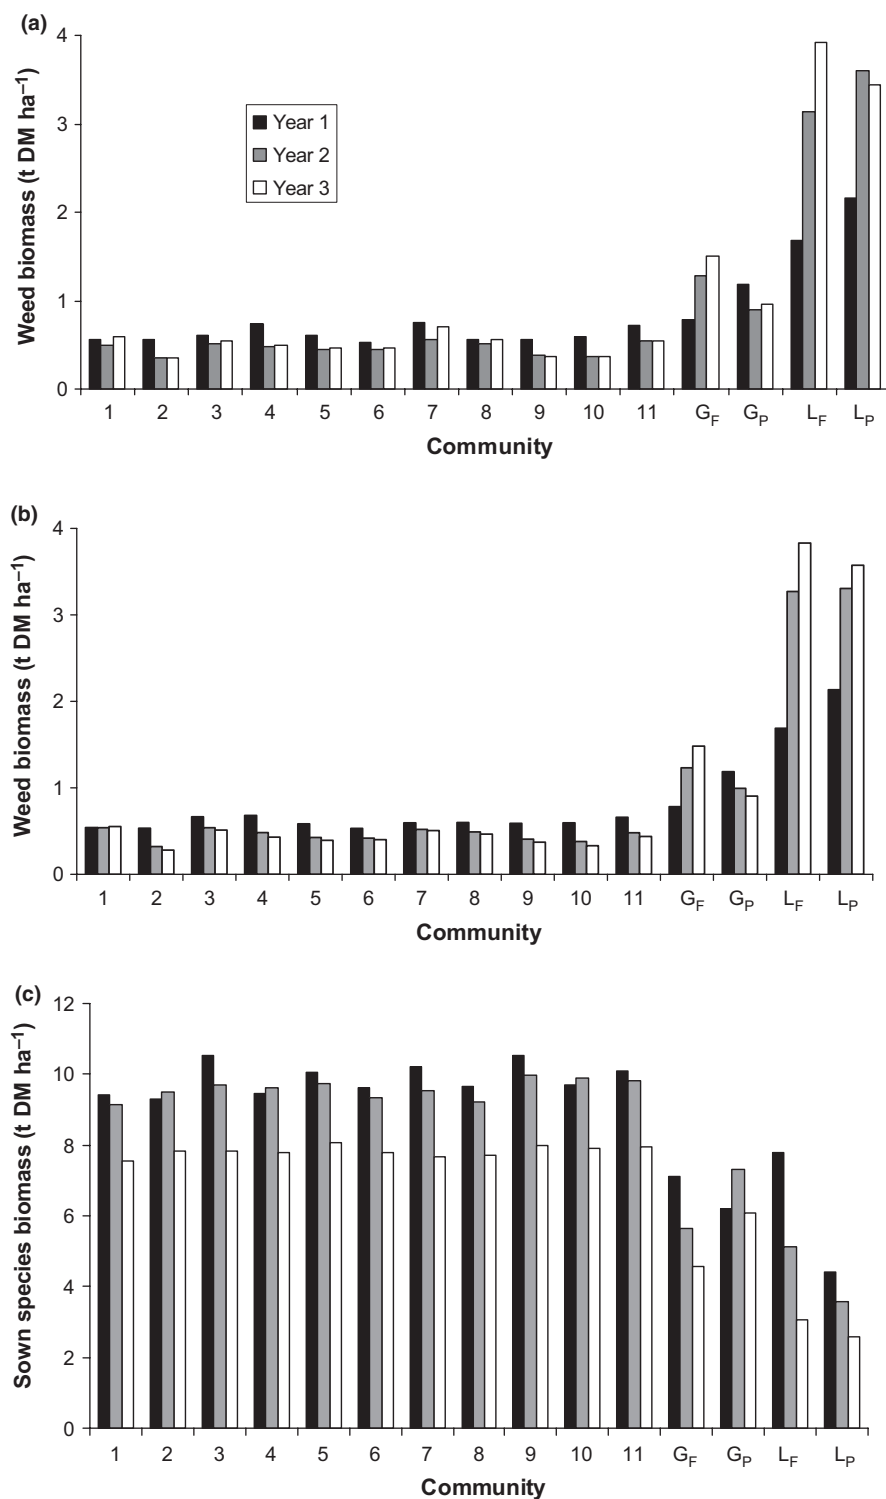 (a)
Weed biomass (t DM ha⁻¹)
4
3
2
1
0
Year 1
Year 2
Year 3
1 2 3 4 5 6 7 8 9 10 11 G_F G_P L_F L_P
Community
(b)
Weed biomass (t DM ha⁻¹)
4
3
2
1
0
1 2 3 4 5 6 7 8 9 10 11 G_F G_P L_F L_P
Community
(c)
Sown species biomass (t DM ha⁻¹)
12
10
8
6
4
2
0
1 2 3 4 5 6 7 8 9 10 11 G_F G_P L_F L_P
Community